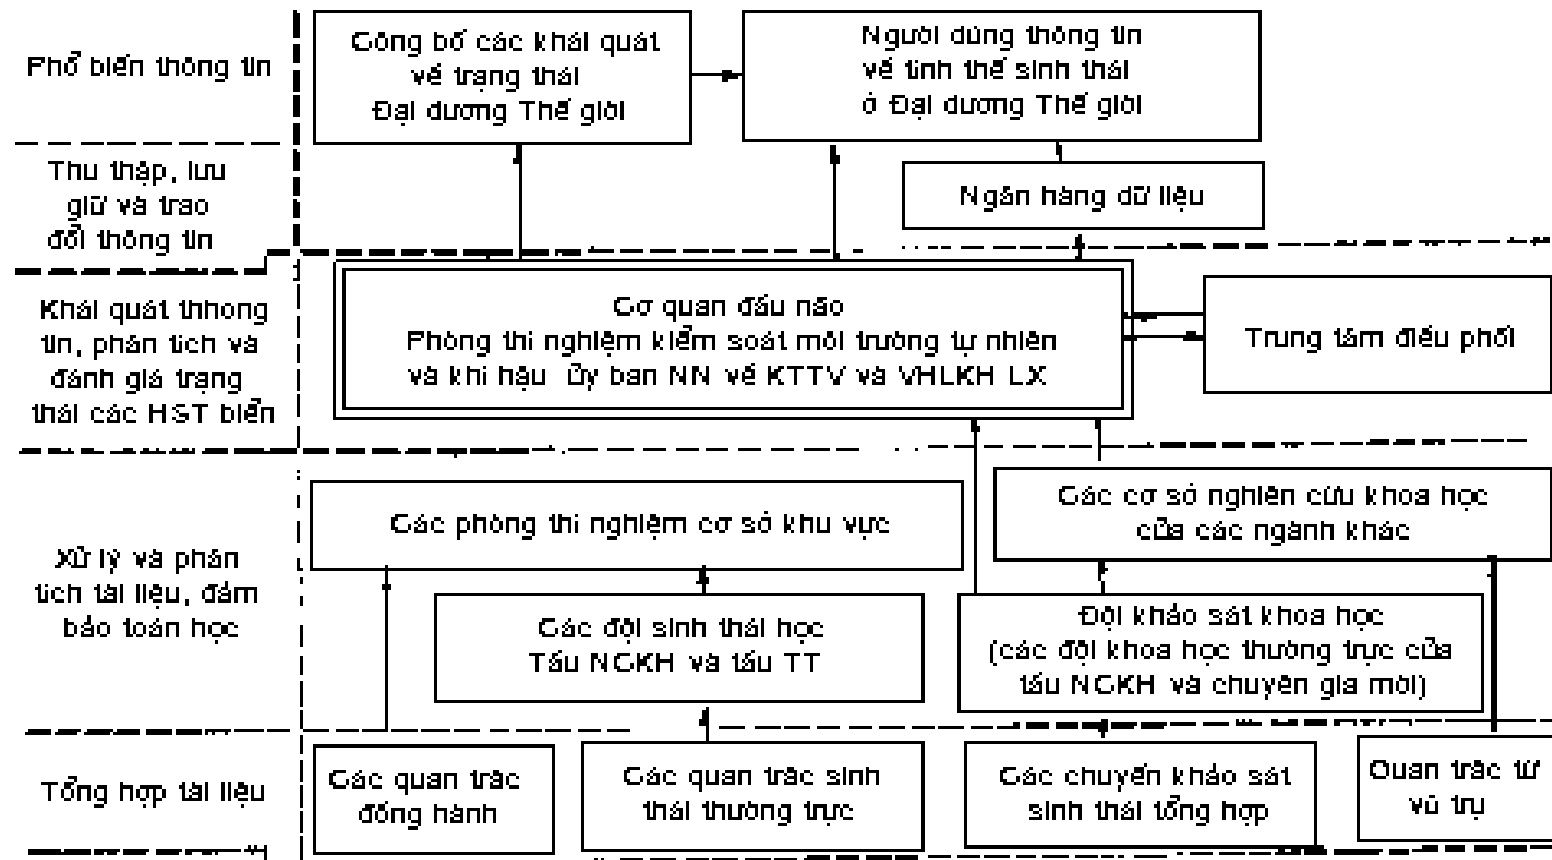 Phổ biến thông tin
Công bố các khái quát
về trạng thái
Đại dương Thế giới
Người dùng thông tin
về tình thế sinh thái
ở Đại dương Thế giới
Thu thập, lưu
giữ và trao
đổi thông tin
Ngân hàng dữ liệu
Khái quát thhong
tin, phân tích và
đánh giá trạng
thái các HST biển
Cơ quan đầu não
Phòng thí nghiệm kiểm soát môi trường tự nhiên
và khí hậu ủy ban NN về KTTV và VHLKH LX
Trung tâm điều phối
Xử lý và phân
tích tài liệu, đảm
bảo toán học
Các phòng thí nghiệm cơ sở khu vực
Các cơ sở nghiên cứu khoa học
của các ngành khác
Các đội sinh thái học
Tầu NCKH và tầu TT
Đội khảo sát khoa học
(các đội khoa học thường trực của
tầu NCKH và chuyên gia mời)
Tổng hợp tài liệu
Các quan trắc
đồng hành
Các quan trắc sinh
thái thường trực
Các chuyến khảo sát
sinh thái tổng hợp
Quan trắc từ
vũ trụ